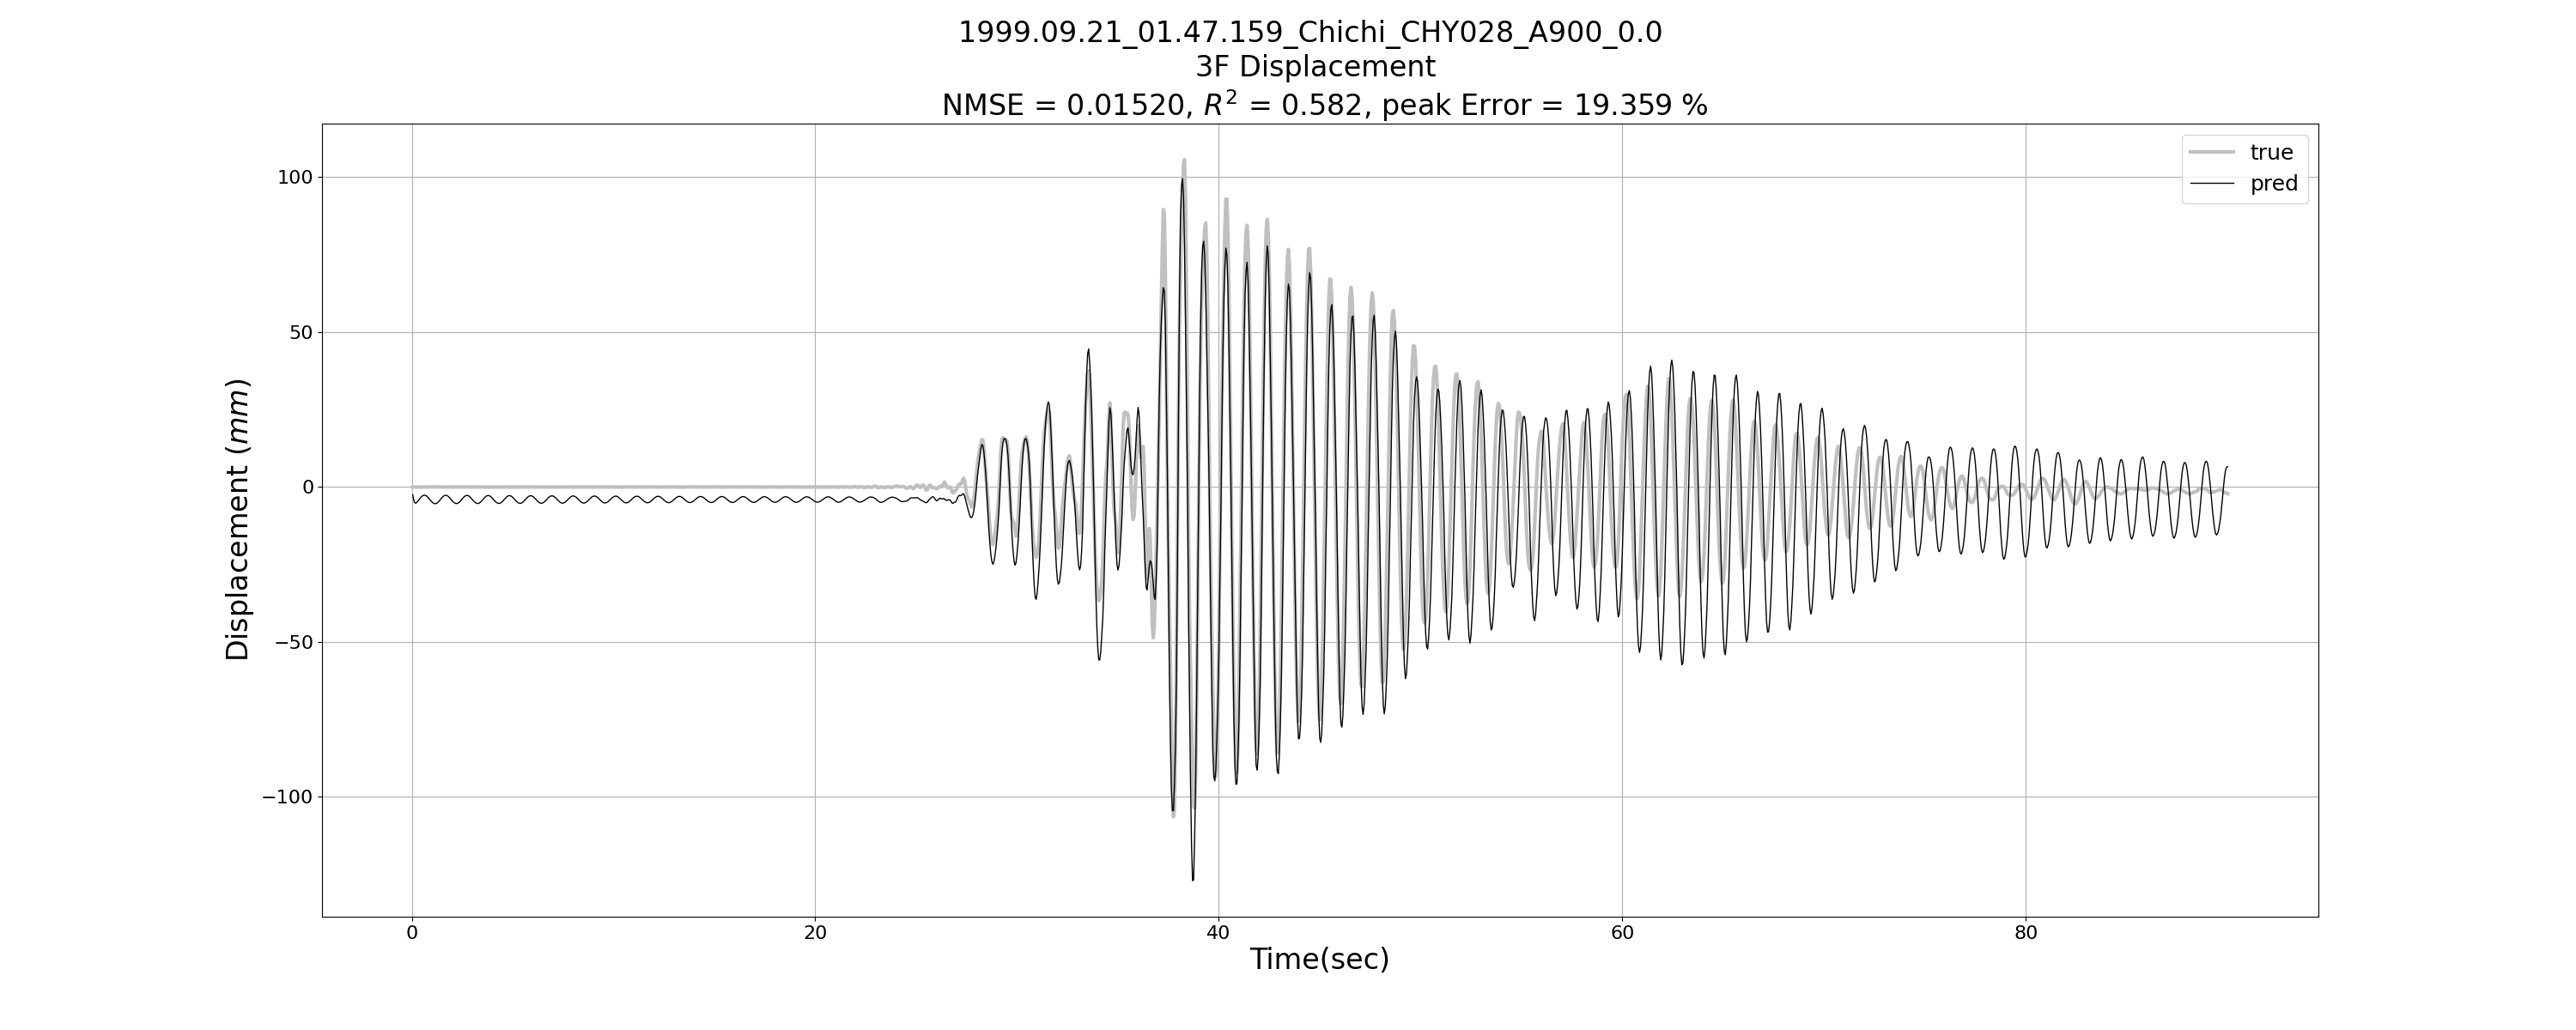 1999.09.21_01.47.159_Chichi_CHY028_A900_0.0
3F Displacement
NMSE = 0.01520, R² = 0.582, peak Error = 19.359 %
true
pred
Displacement (mm)
100
50
0
−50
−100
0 20 40 60 80
Time(sec)